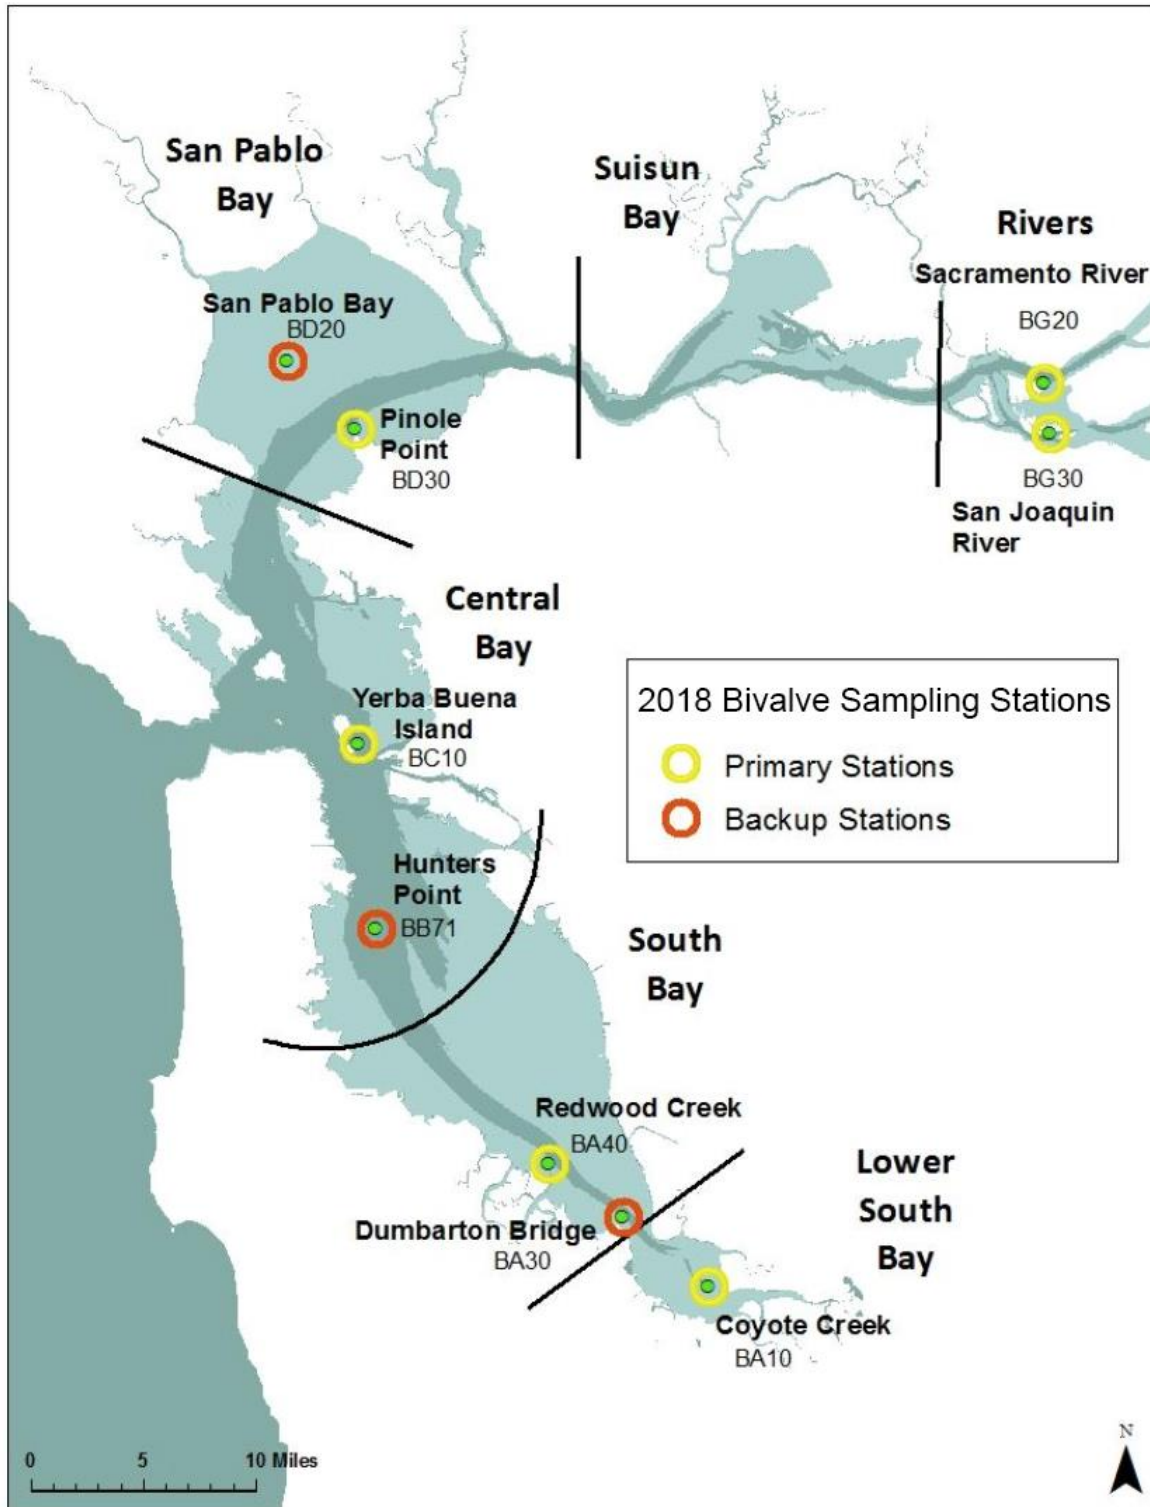 San Pablo
Bay
Suisun
Bay
Rivers
Sacramento River
BG20
San Pablo Bay
BD20
Pinole
Point
BD30
BG30
San Joaquin
River
Central
Bay
Yerba Buena
Island
BC10
2018 Bivalve Sampling Stations
Primary Stations
Backup Stations
Hunters
Point
BB71
South
Bay
Redwood Creek
BA40
Dumbarton Bridge
BA30
Lower
South
Bay
Coyote Creek
BA10
0 5 10 Miles
N